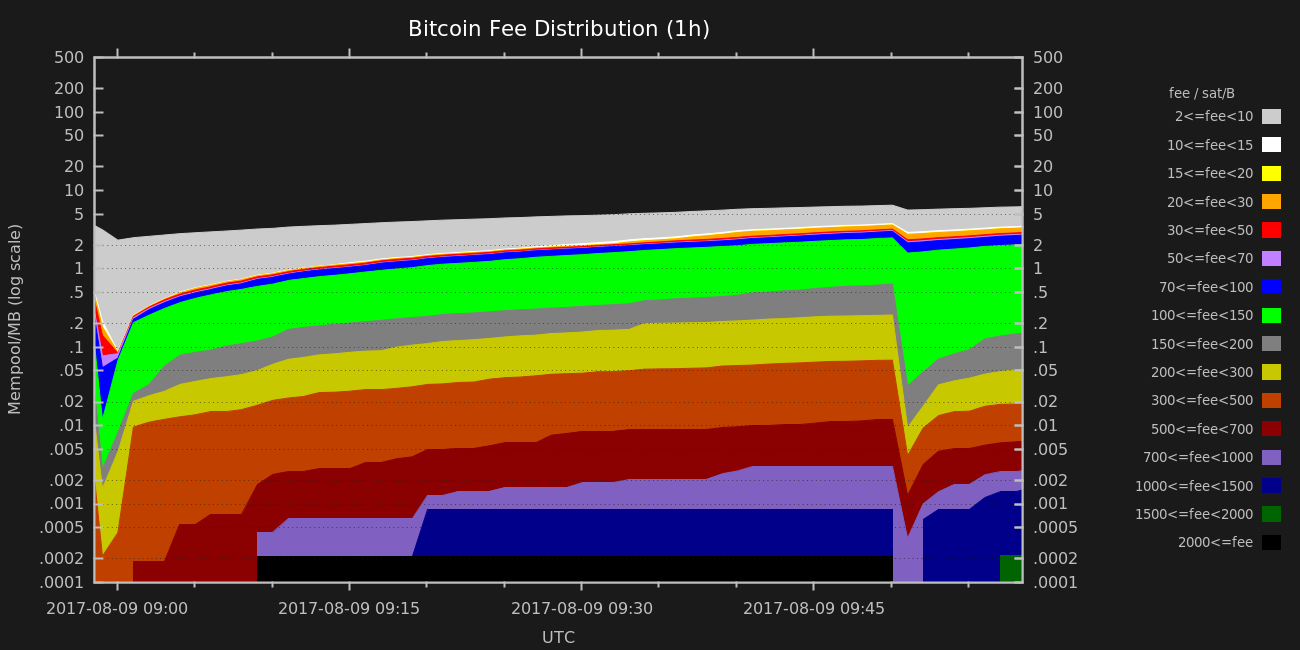 Bitcoin Fee Distribution (1h)
Mempool/MB (log scale)
500
200
100
50
20
10
5
2
1
.5
.2
.1
.05
.02
.01
.005
.002
.001
.0005
.0002
.0001
500
200
100
50
20
10
5
2
1
.5
.2
.1
.05
.02
.01
.005
.002
.001
.0005
.0002
.0001
2017-08-09 09:00
2017-08-09 09:15
2017-08-09 09:30
2017-08-09 09:45
UTC
fee / sat/B
2<=fee<10
10<=fee<15
15<=fee<20
20<=fee<30
30<=fee<50
50<=fee<70
70<=fee<100
100<=fee<150
150<=fee<200
200<=fee<300
300<=fee<500
500<=fee<700
700<=fee<1000
1000<=fee<1500
1500<=fee<2000
2000<=fee